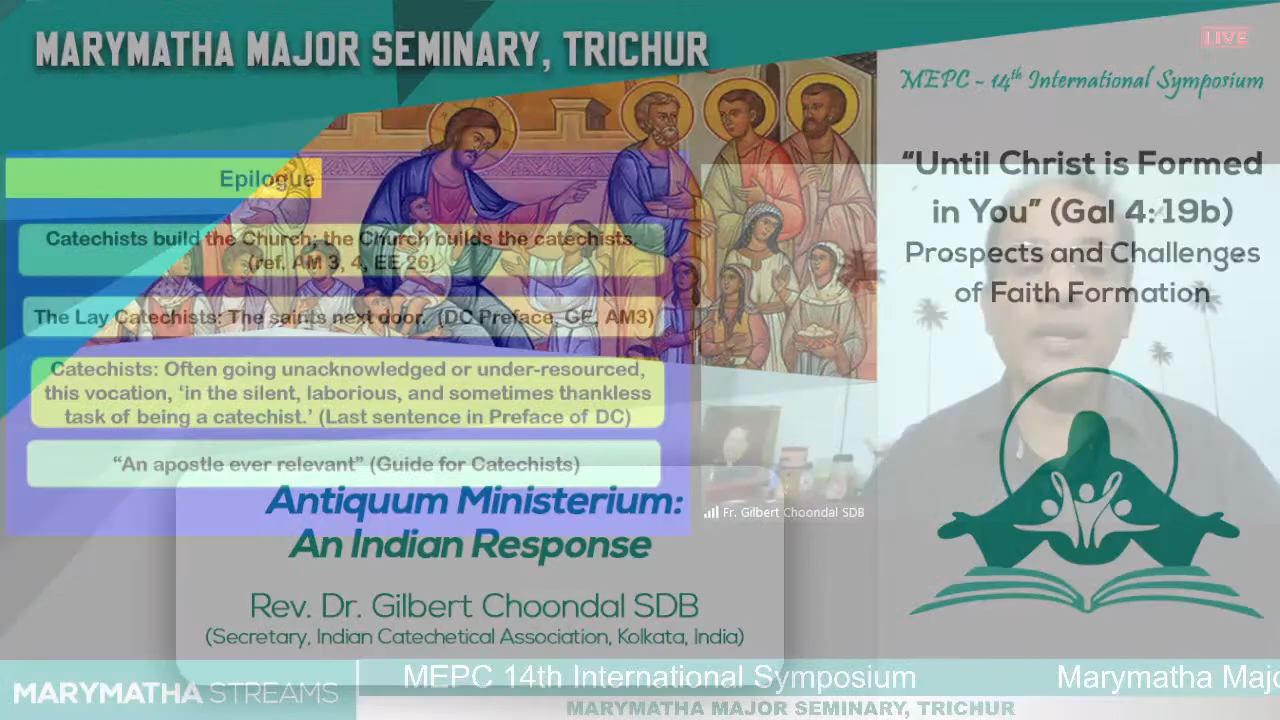 MARYMATHA MAJOR SEMINARY, TRICHUR
LIVE
MEPC - 14th International Symposium
“Until Christ is Formed
in You” (Gal 4:19b)
Prospects and Challenges
of Faith Formation
Epilogue
Catechists build the Church; the Church builds the catechists.
(ref. AM 3, 4, EE 26)
The Lay Catechists: The saints next door. (DC Preface, GE, AM3)
Catechists: Often going unacknowledged or under-resourced,
this vocation, ‘in the silent, laborious, and sometimes thankless
task of being a catechist.’ (Last sentence in Preface of DC)
“An apostle ever relevant” (Guide for Catechists)
Fr. Gilbert Choondal SDB
Antiquum Ministerium:
An Indian Response
Rev. Dr. Gilbert Choondal SDB
(Secretary, Indian Catechetical Association, Kolkata, India)
MARYMATHA STREAMS
MEPC 14th International Symposium Marymatha Majo
MARYMATHA MAJOR SEMINARY, TRICHUR